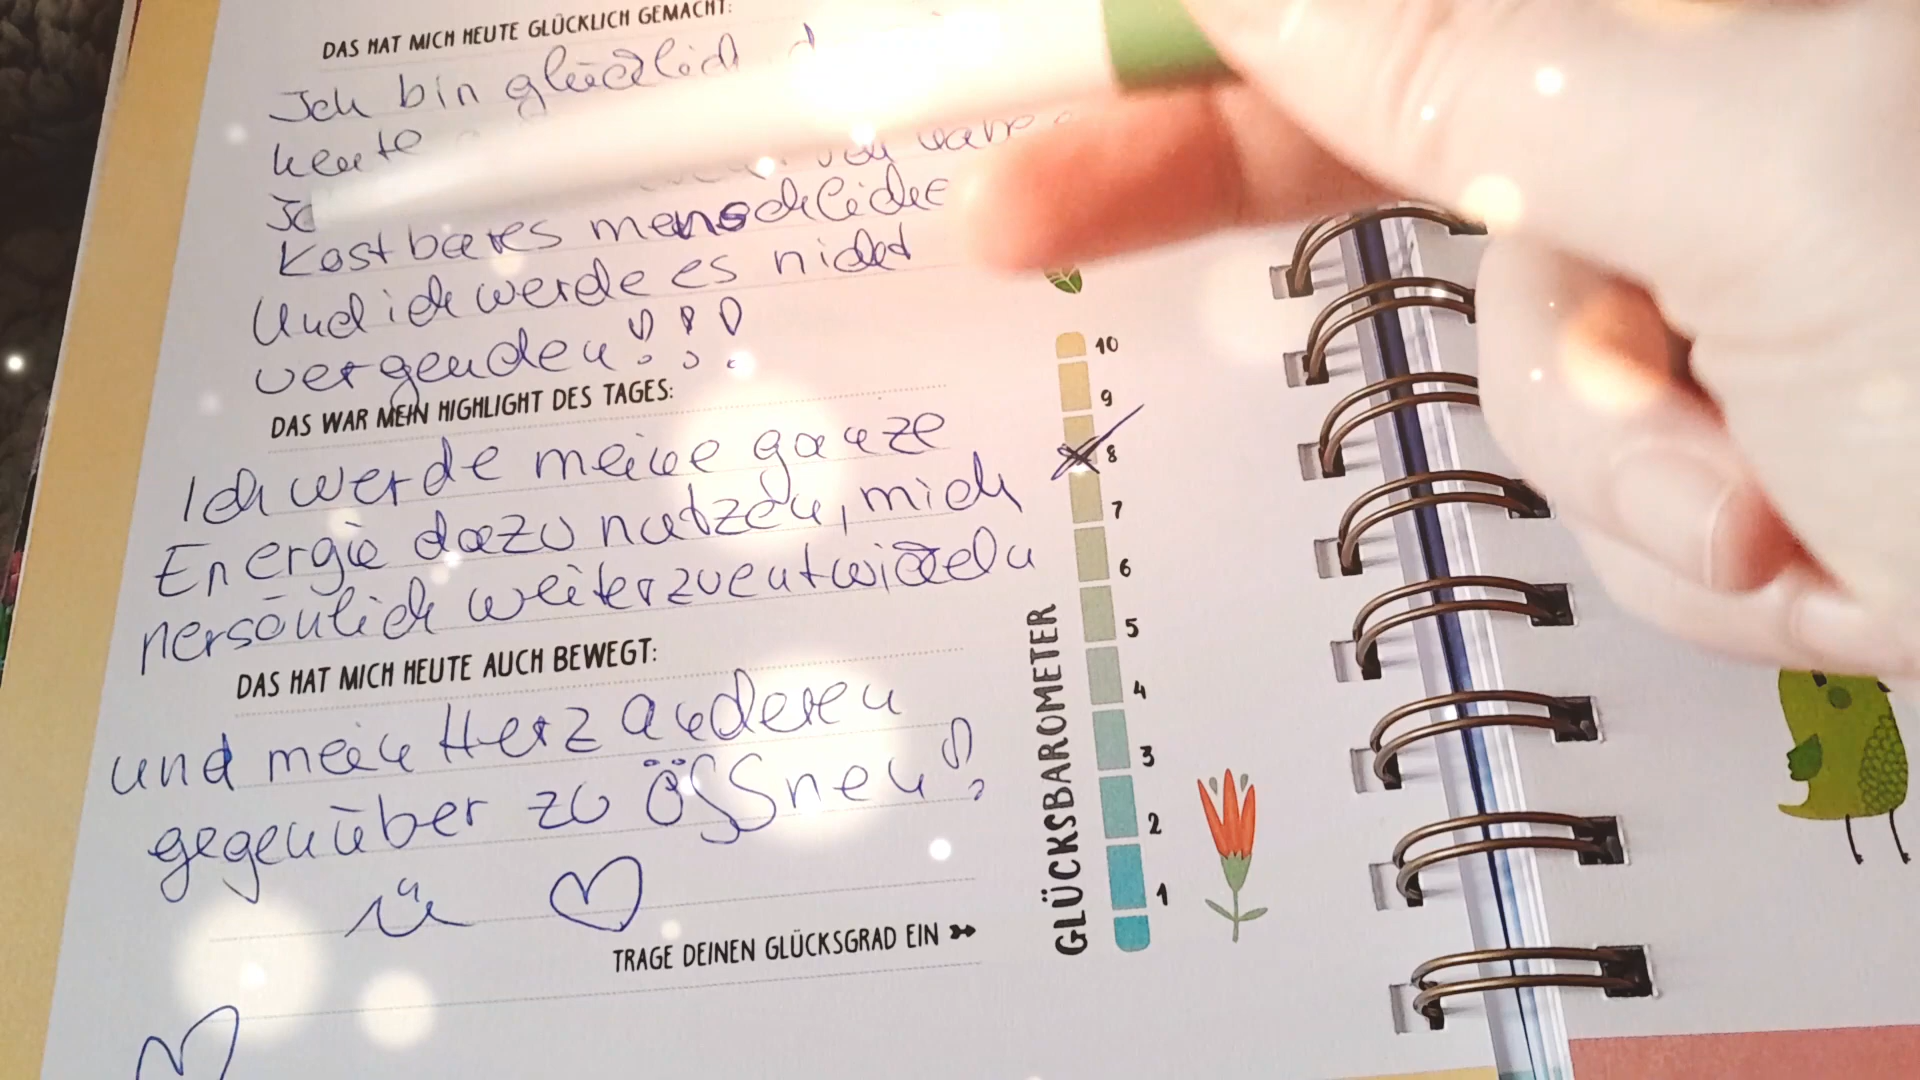 DAS HAT MICH HEUTE GLÜCKLICH GEMACHT:
Ich bin glücklich
heute
kostbares menschliche
Und ich werde es nicht
vergeuden!!!
DAS WAR MEIN HIGHLIGHT DES TAGES:
Ich werde meine ganze
Energie dazu nutzen, mich
persönlich weiterzuentwickeln
DAS HAT MICH HEUTE AUCH BEWEGT:
und mein Herz anderen
gegenüber zu öffnen!
TRAGE DEINEN GLÜCKSGRAD EIN
GLÜCKSBAROMETER
10
9
8
7
6
5
4
3
2
1